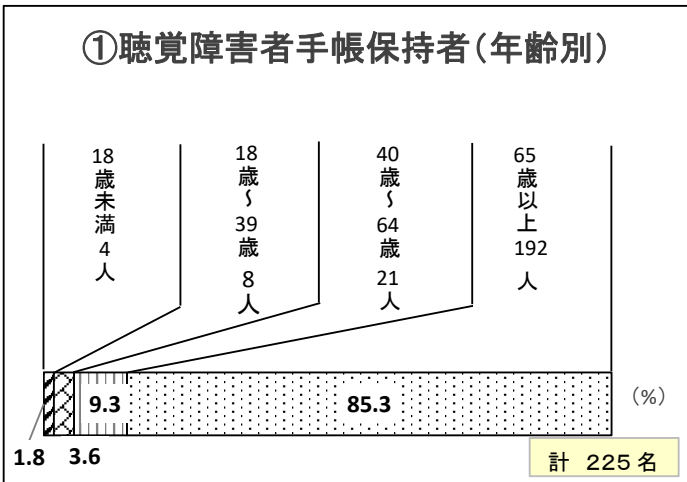 ①聴覚障害者手帳保持者(年齢別)
18歳未満 4人
18歳～39歳 8人
40歳～64歳 21人
65歳以上 192人
9.3
85.3
(%)
1.8
3.6
計 225名